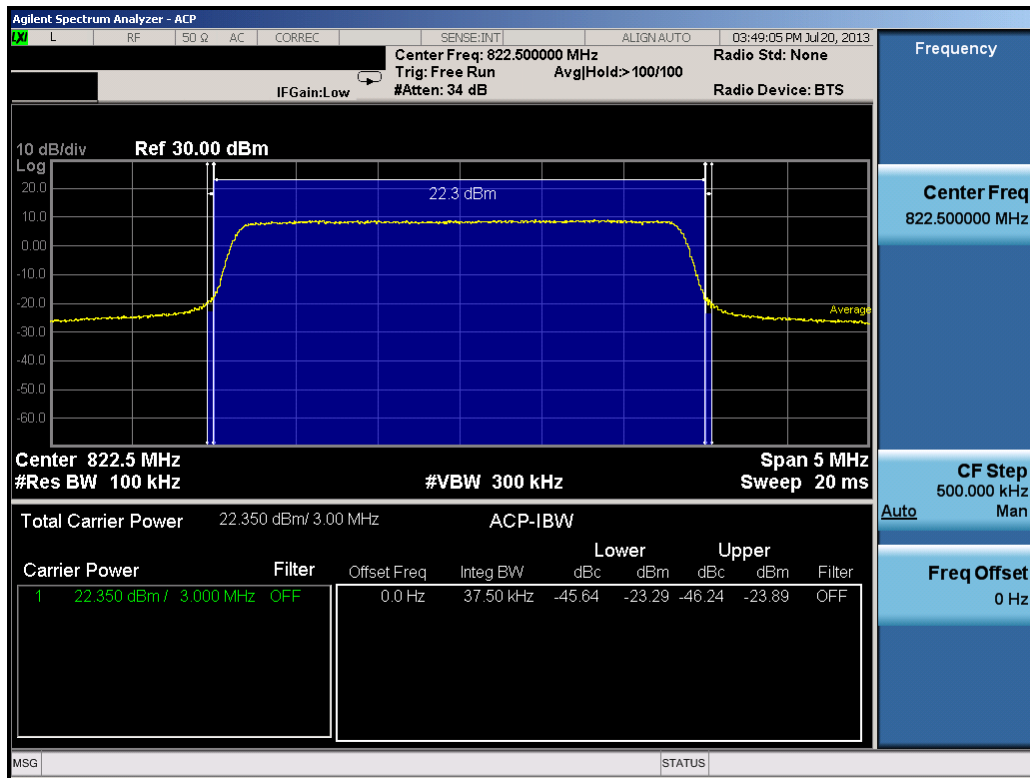 Agilent Spectrum Analyzer - ACP
LXI L RF 50 Ω AC CORREC SENSE:INT ALIGN AUTO 03:49:05 PM Jul 20, 2013
Center Freq: 822.500000 MHz Radio Std: None
Trig: Free Run Avg|Hold:>100/100
IFGain:Low #Atten: 34 dB Radio Device: BTS
10 dB/div Ref 30.00 dBm
Log
20.0
10.0
0.00
-10.0
-20.0
-30.0
-40.0
-50.0
-60.0
22.3 dBm
Average
Center 822.5 MHz Span 5 MHz
#Res BW 100 kHz #VBW 300 kHz Sweep 20 ms
Total Carrier Power 22.350 dBm/ 3.00 MHz ACP-IBW
Lower Upper
Carrier Power Filter Offset Freq Integ BW dBc dBm dBc dBm Filter
1 22.350 dBm / 3.000 MHz OFF 0.0 Hz 37.50 kHz -45.64 -23.29 -46.24 -23.89 OFF
MSG STATUS
Frequency
Center Freq
822.500000 MHz
CF Step
500.000 kHz
Auto Man
Freq Offset
0 Hz